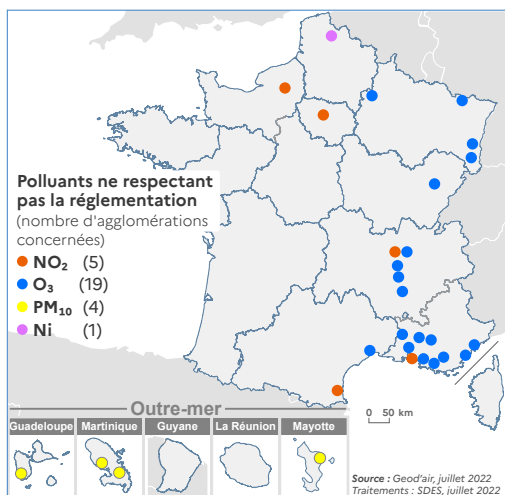 Polluants ne respectant
pas la réglementation
(nombre d'agglomérations
concernées)
NO₂ (5)
O₃ (19)
PM₁₀ (4)
Ni (1)
0 50 km
Outre-mer
Guadeloupe Martinique Guyane La Réunion Mayotte
Source : Geod'air, juillet 2022
Traitements : SDES, juillet 2022